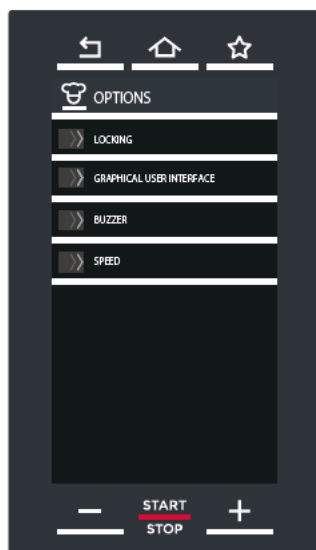 OPTIONS
LOCKING
GRAPHICAL USER INTERFACE
BUZZER
SPEED
START
STOP